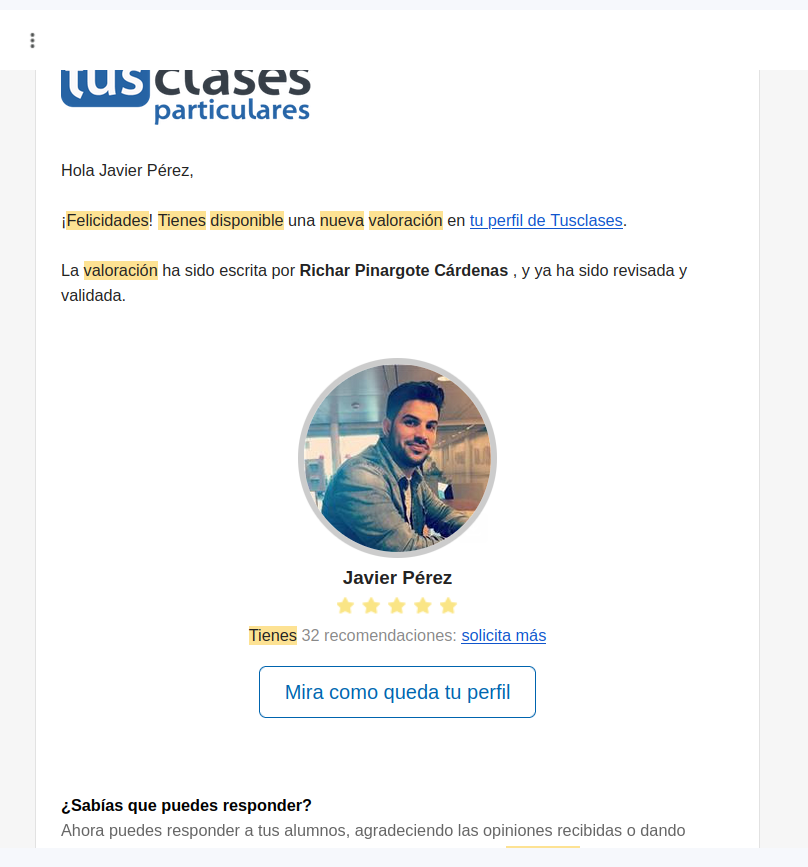 tusclases
particulares
Hola Javier Pérez,
¡Felicidades! Tienes disponible una nueva valoración en tu perfil de Tusclases.
La valoración ha sido escrita por Richar Pinargote Cárdenas , y ya ha sido revisada y
validada.
Javier Pérez
Tienes 32 recomendaciones: solicita más
Mira como queda tu perfil
¿Sabías que puedes responder?
Ahora puedes responder a tus alumnos, agradeciendo las opiniones recibidas o dando